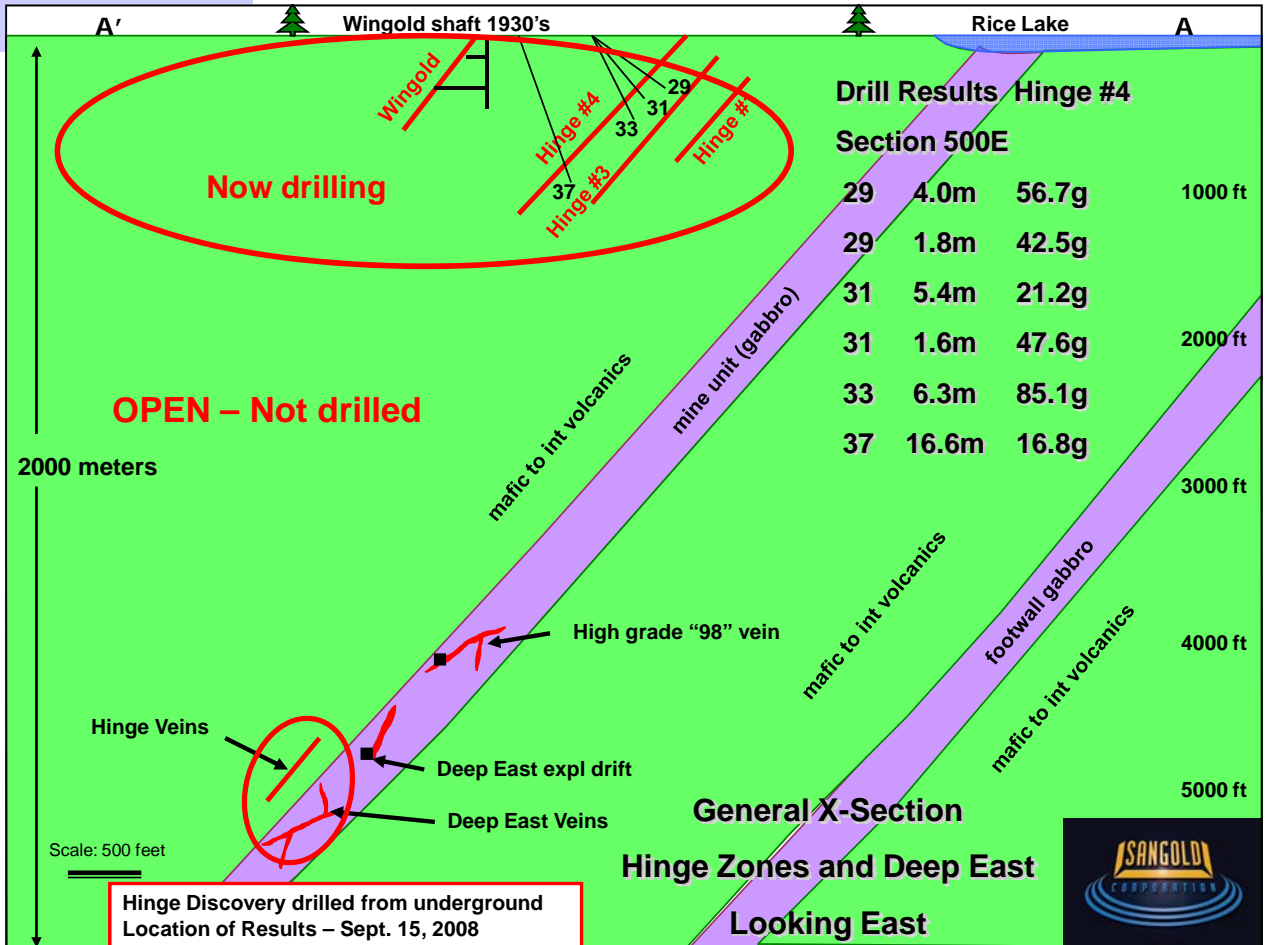 A’
Wingold shaft 1930’s
Rice Lake
A
Wingold
Hinge #4
Hinge #3
Hinge #
29
31
33
37
Now drilling
Drill Results Hinge #4
Section 500E
29 4.0m 56.7g
29 1.8m 42.5g
31 5.4m 21.2g
31 1.6m 47.6g
33 6.3m 85.1g
37 16.6m 16.8g
1000 ft
2000 ft
3000 ft
4000 ft
5000 ft
OPEN – Not drilled
2000 meters
mafic to int volcanics
mine unit (gabbro)
mafic to int volcanics
footwall gabbro
mafic to int volcanics
High grade “98” vein
Hinge Veins
Deep East expl drift
Deep East Veins
Scale: 500 feet
General X-Section
Hinge Zones and Deep East
Looking East
Hinge Discovery drilled from underground
Location of Results – Sept. 15, 2008
SANGOLD
CORPORATION